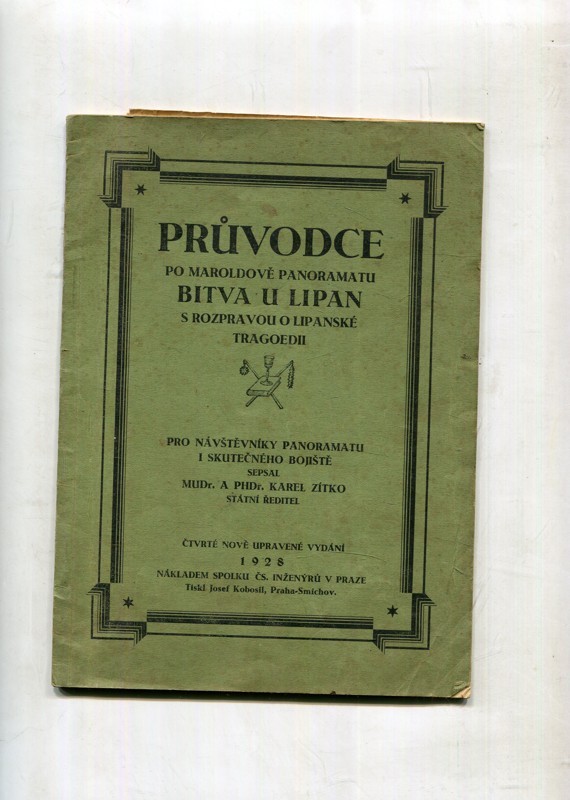 PRŮVODCE
PO MAROLDOVĚ PANORAMATU
BITVA U LIPAN
S ROZPRAVOU O LIPANSKÉ
TRAGOEDII
PRO NÁVŠTĚVNÍKY PANORAMATU
I SKUTEČNÉHO BOJIŠTĚ
SEPSAL
MUDr. A PHDr. KAREL ZÍTKO
STÁTNÍ ŘEDITEL
ČTVRTÉ NOVĚ UPRAVENÉ VYDÁNÍ
1928
NÁKLADEM SPOLKU ČS. INŽENÝRŮ V PRAZE
Tiskl Josef Kobosil, Praha-Smíchov.